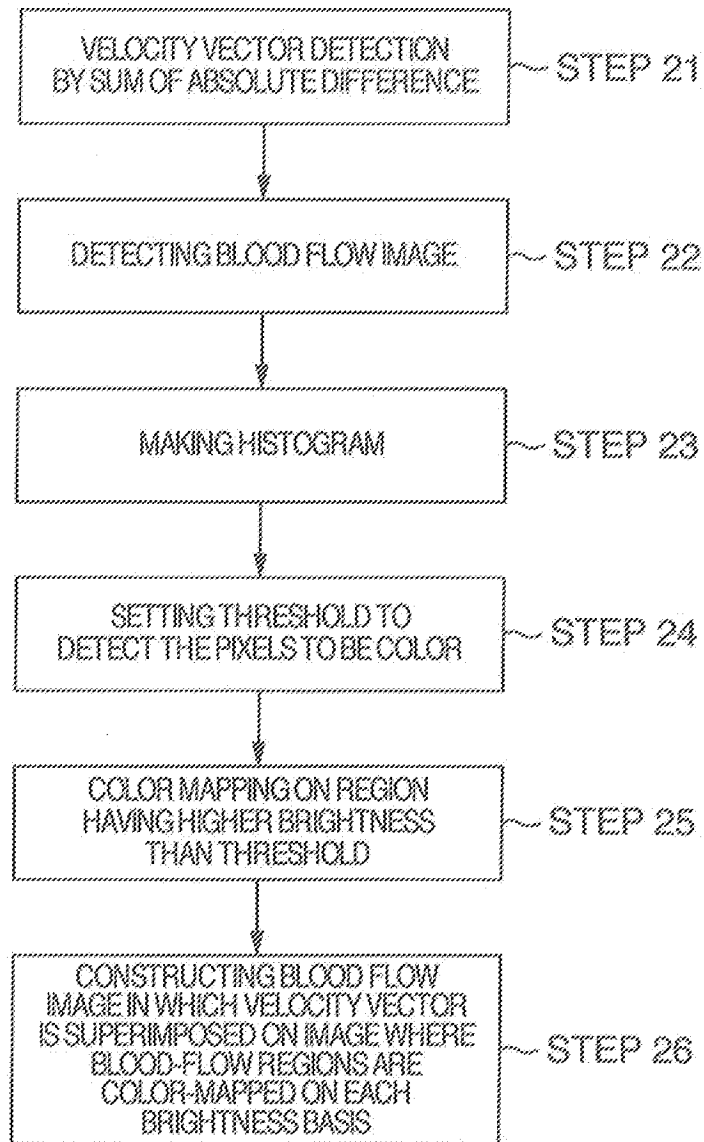 VELOCITY VECTOR DETECTION
BY SUM OF ABSOLUTE DIFFERENCE
STEP 21
DETECTING BLOOD FLOW IMAGE
STEP 22
MAKING HISTOGRAM
STEP 23
SETTING THRESHOLD TO
DETECT THE PIXELS TO BE COLOR
STEP 24
COLOR MAPPING ON REGION
HAVING HIGHER BRIGHTNESS
THAN THRESHOLD
STEP 25
CONSTRUCTING BLOOD FLOW
IMAGE IN WHICH VELOCITY VECTOR
IS SUPERIMPOSED ON IMAGE WHERE
BLOOD-FLOW REGIONS ARE
COLOR-MAPPED ON EACH
BRIGHTNESS BASIS
STEP 26